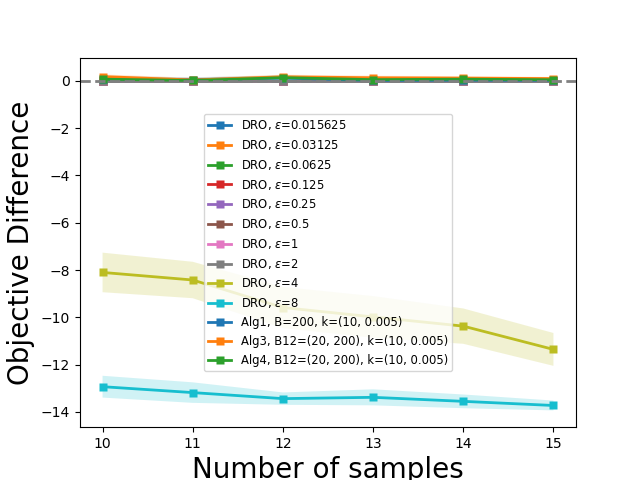 Objective Difference
0
−2
−4
−6
−8
−10
−12
−14
DRO, ε=0.015625
DRO, ε=0.03125
DRO, ε=0.0625
DRO, ε=0.125
DRO, ε=0.25
DRO, ε=0.5
DRO, ε=1
DRO, ε=2
DRO, ε=4
DRO, ε=8
Alg1, B=200, k=(10, 0.005)
Alg3, B12=(20, 200), k=(10, 0.005)
Alg4, B12=(20, 200), k=(10, 0.005)
10 11 12 13 14 15
Number of samples